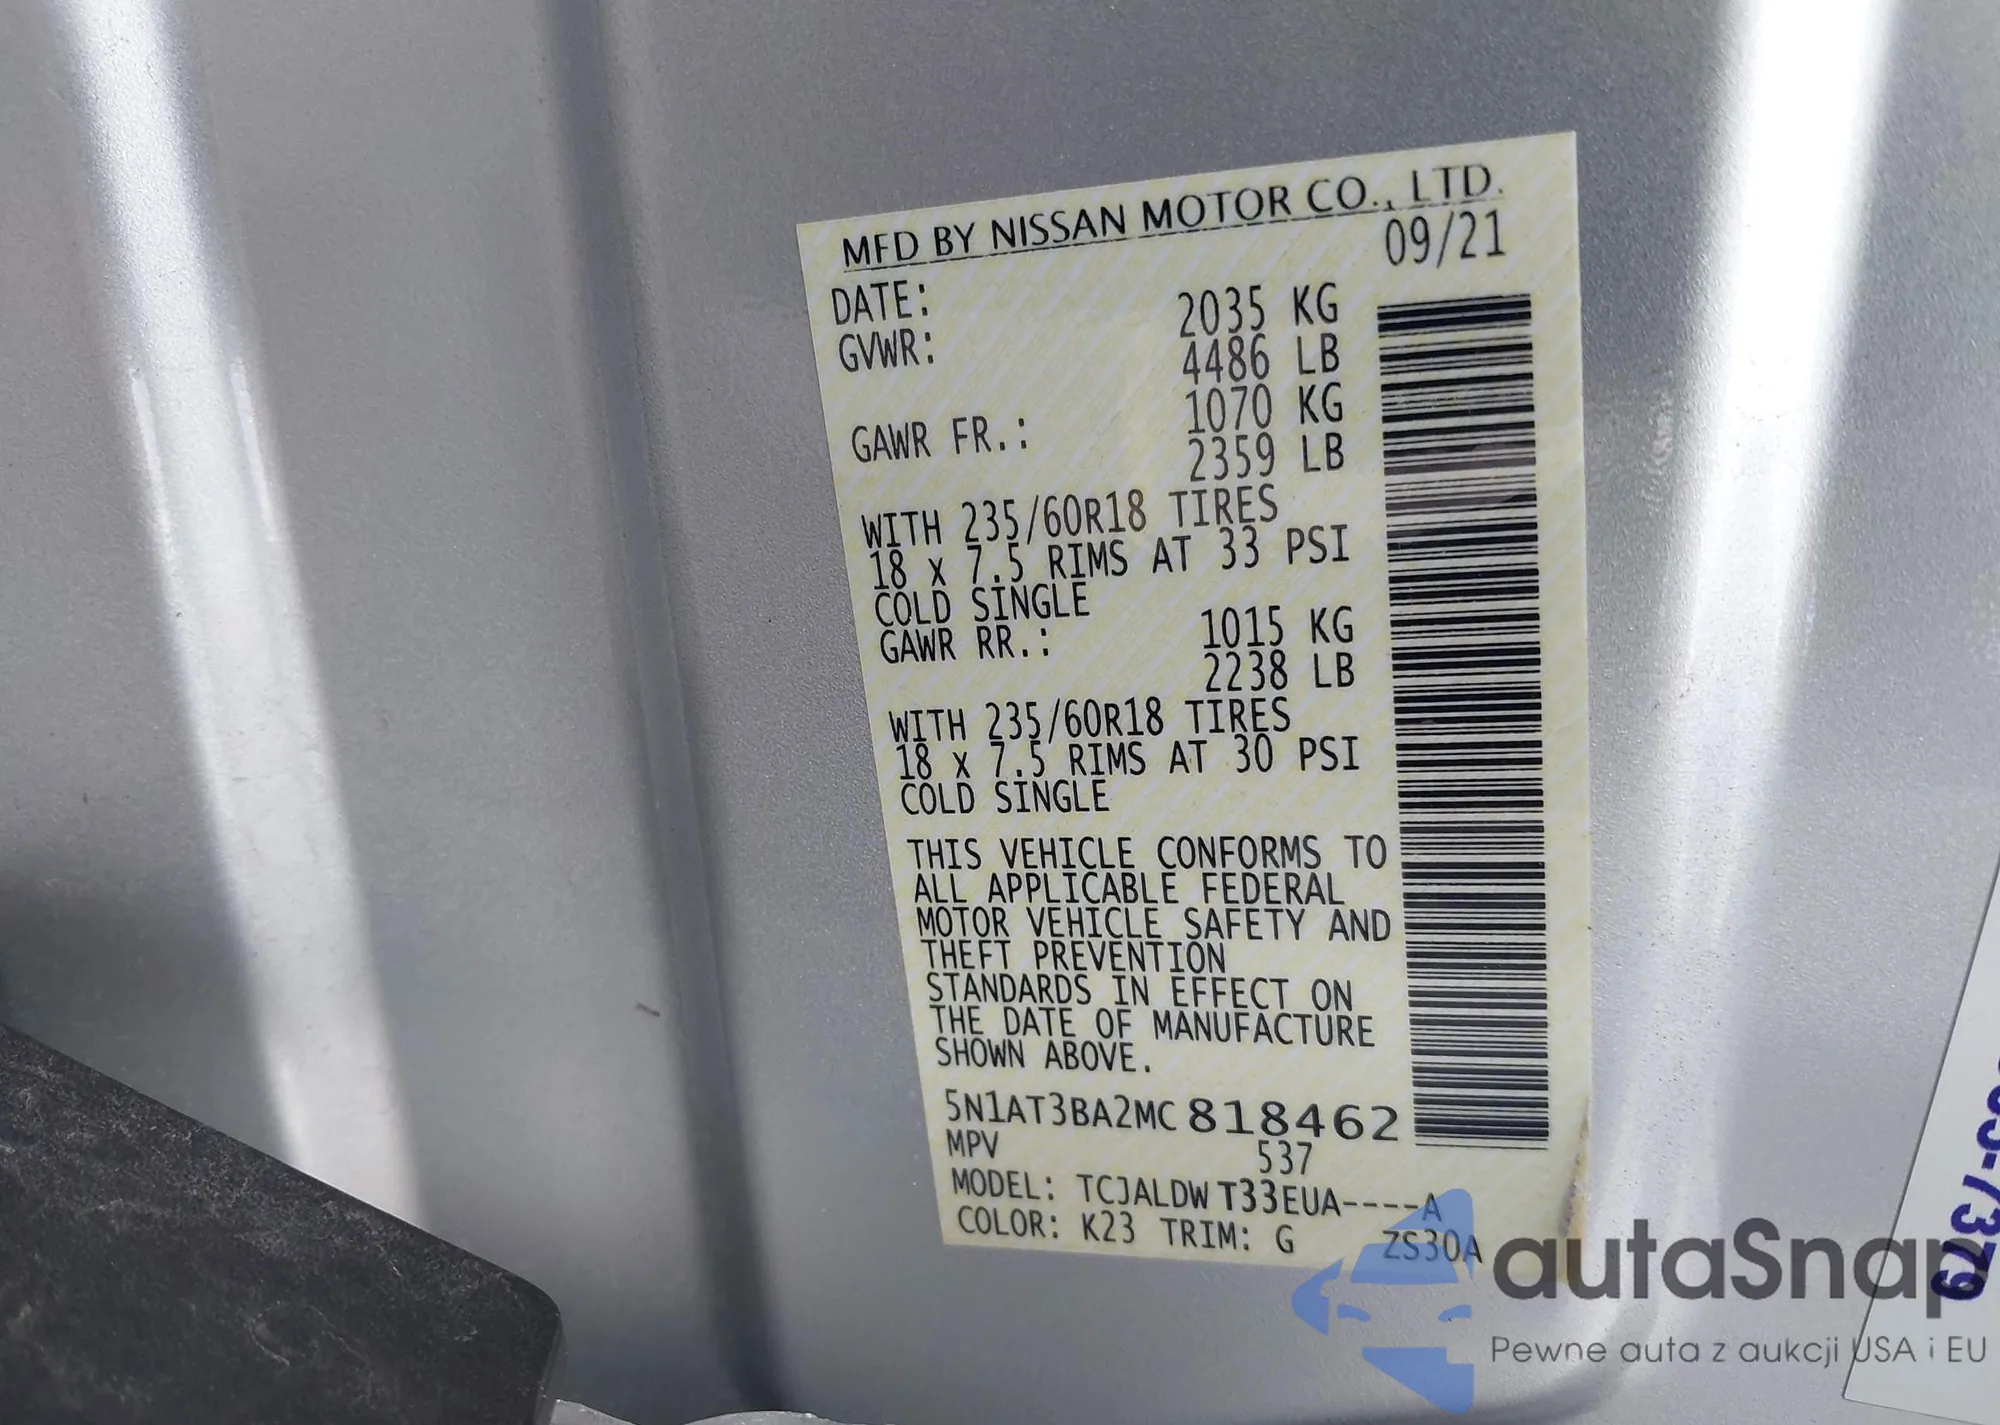 MFD BY NISSAN MOTOR CO., LTD.
DATE: 09/21
GVWR: 2035 KG
4486 LB
GAWR FR.: 1070 KG
2359 LB
WITH 235/60R18 TIRES
18 x 7.5 RIMS AT 33 PSI
COLD SINGLE
GAWR RR.: 1015 KG
2238 LB
WITH 235/60R18 TIRES
18 x 7.5 RIMS AT 30 PSI
COLD SINGLE
THIS VEHICLE CONFORMS TO
ALL APPLICABLE FEDERAL
MOTOR VEHICLE SAFETY AND
THEFT PREVENTION
STANDARDS IN EFFECT ON
THE DATE OF MANUFACTURE
SHOWN ABOVE.
5N1AT3BA2MC818462
MPV 537
MODEL: TCJALDW T33EUA----A
COLOR: K23 TRIM: G ZS30A
autaSnap
Pewne auta z aukcji USA i EU